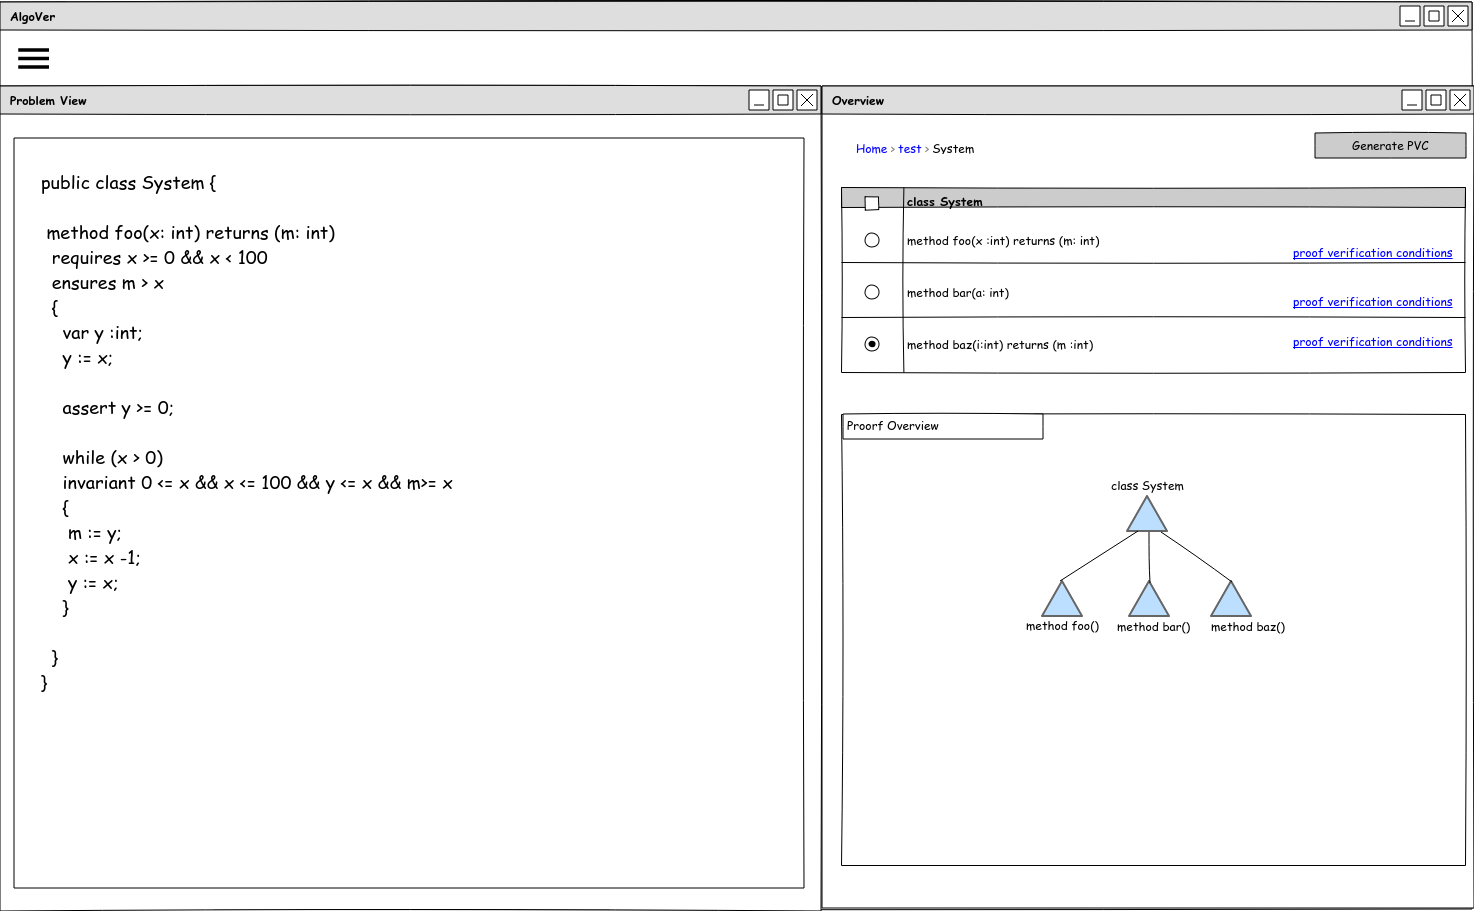 AlgoVer
Problem View
public class System {
method foo(x: int) returns (m: int)
requires x >= 0 && x < 100
ensures m > x
{
var y :int;
y := x;
assert y >= 0;
while (x > 0)
invariant 0 <= x && x <= 100 && y <= x && m>= x
{
m := y;
x := x -1;
y := x;
}
}
}
Overview
Home > test > System
Generate PVC
class System
method foo(x :int) returns (m: int)
proof verification conditions
method bar(a: int)
proof verification conditions
method baz(i:int) returns (m :int)
proof verification conditions
Proorf Overview
class System
method foo()
method bar()
method baz()